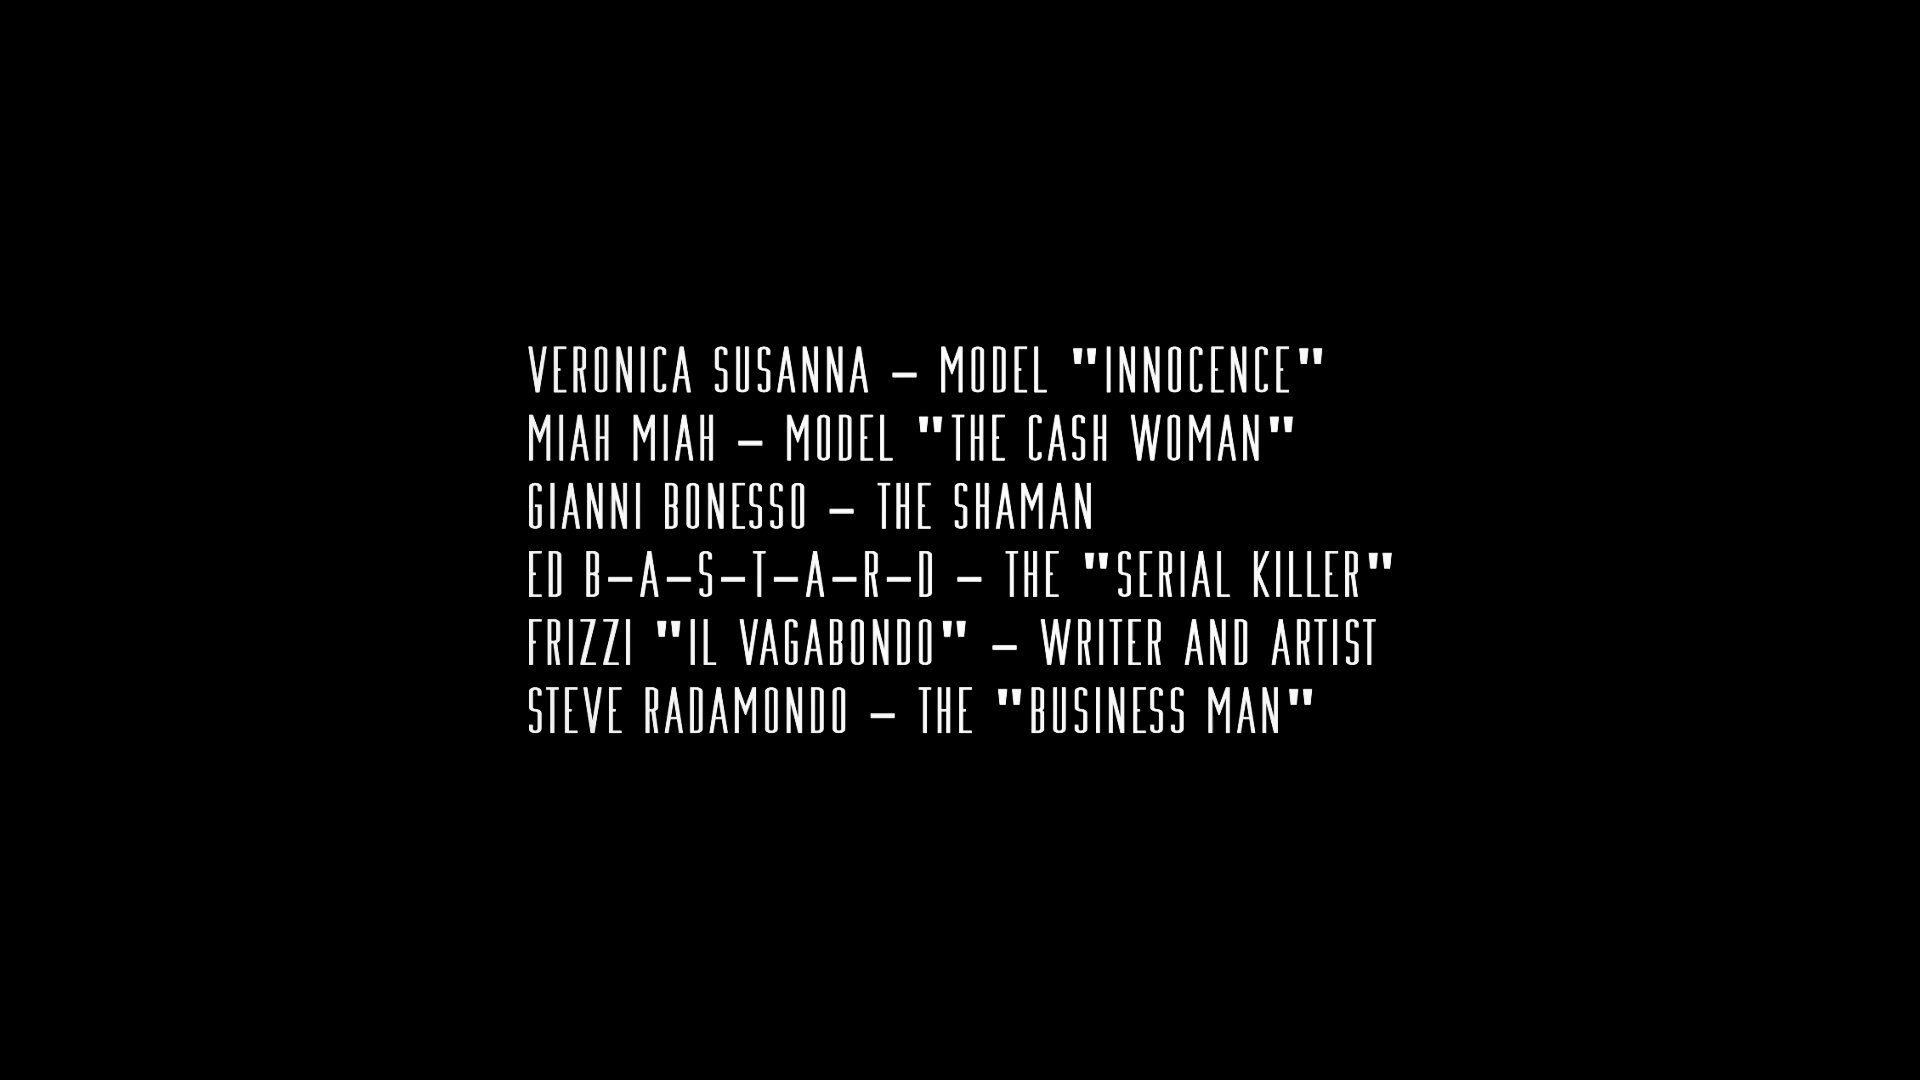 VERONICA SUSANNA – MODEL "INNOCENCE"
MIAH MIAH – MODEL "THE CASH WOMAN"
GIANNI BONESSO – THE SHAMAN
ED B–A–S–T–A–R–D – THE "SERIAL KILLER"
FRIZZI "IL VAGABONDO" – WRITER AND ARTIST
STEVE RADAMONDO – THE "BUSINESS MAN"